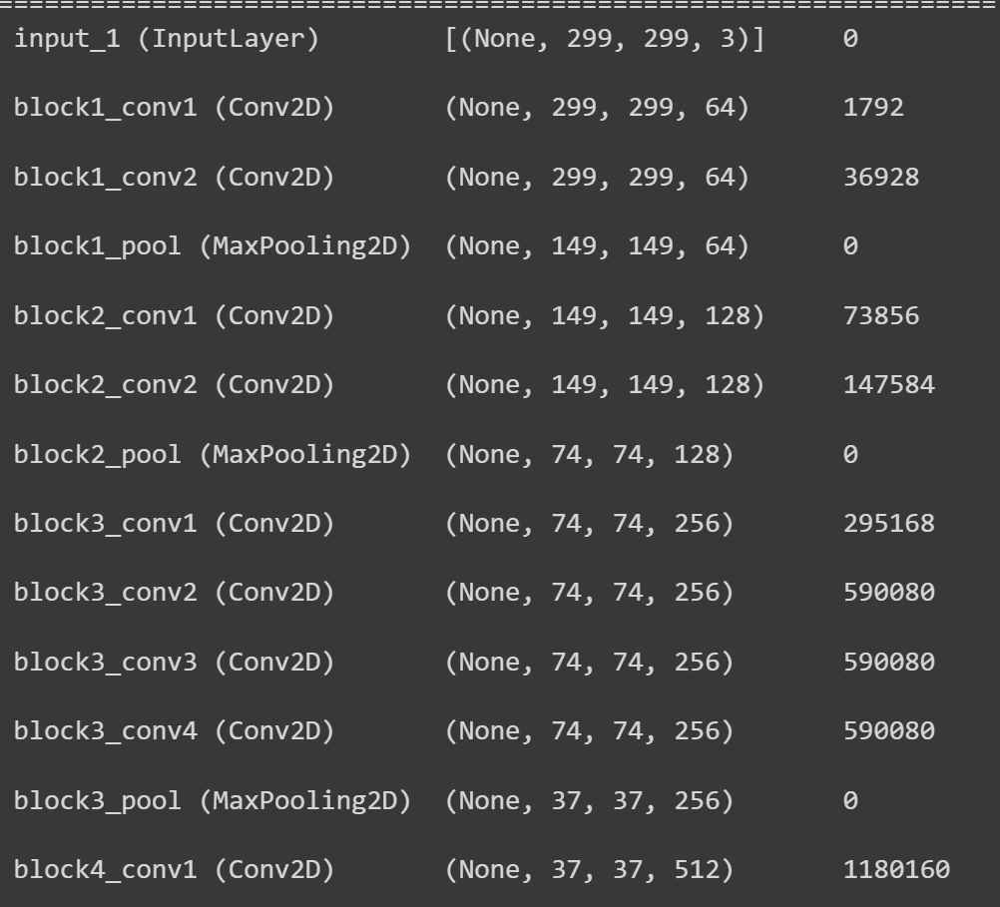 =================================================================
input_1 (InputLayer) [(None, 299, 299, 3)] 0
block1_conv1 (Conv2D) (None, 299, 299, 64) 1792
block1_conv2 (Conv2D) (None, 299, 299, 64) 36928
block1_pool (MaxPooling2D) (None, 149, 149, 64) 0
block2_conv1 (Conv2D) (None, 149, 149, 128) 73856
block2_conv2 (Conv2D) (None, 149, 149, 128) 147584
block2_pool (MaxPooling2D) (None, 74, 74, 128) 0
block3_conv1 (Conv2D) (None, 74, 74, 256) 295168
block3_conv2 (Conv2D) (None, 74, 74, 256) 590080
block3_conv3 (Conv2D) (None, 74, 74, 256) 590080
block3_conv4 (Conv2D) (None, 74, 74, 256) 590080
block3_pool (MaxPooling2D) (None, 37, 37, 256) 0
block4_conv1 (Conv2D) (None, 37, 37, 512) 1180160